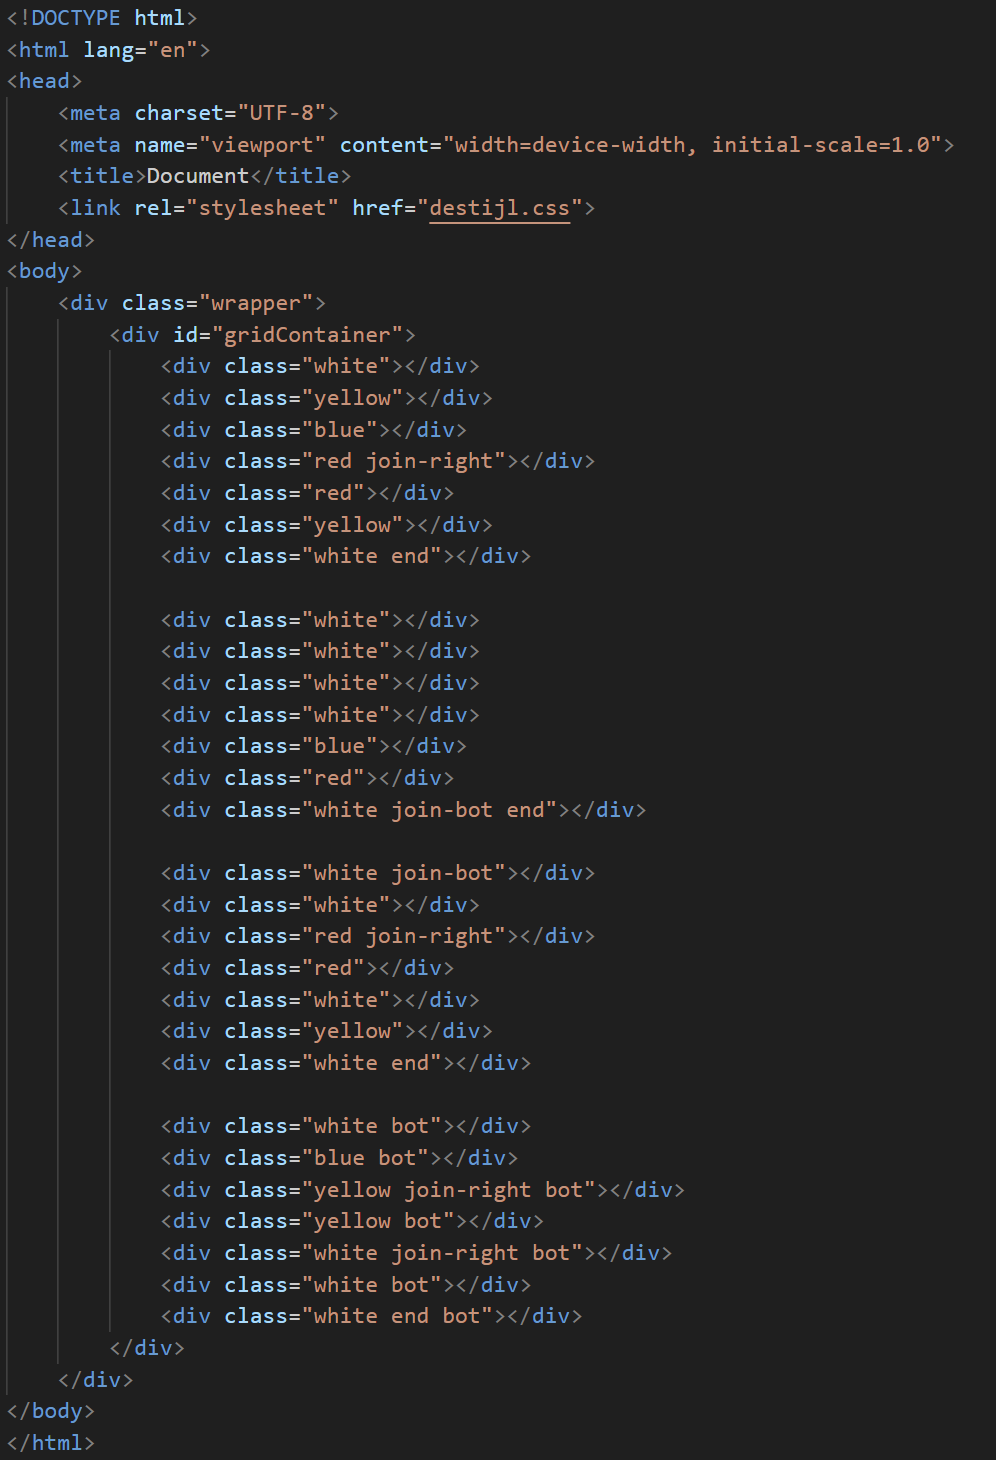 <!DOCTYPE html>
<html lang="en">
<head>
    <meta charset="UTF-8">
    <meta name="viewport" content="width=device-width, initial-scale=1.0">
    <title>Document</title>
    <link rel="stylesheet" href="destijl.css">
</head>
<body>
    <div class="wrapper">
        <div id="gridContainer">
            <div class="white"></div>
            <div class="yellow"></div>
            <div class="blue"></div>
            <div class="red join-right"></div>
            <div class="red"></div>
            <div class="yellow"></div>
            <div class="white end"></div>

            <div class="white"></div>
            <div class="white"></div>
            <div class="white"></div>
            <div class="white"></div>
            <div class="blue"></div>
            <div class="red"></div>
            <div class="white join-bot end"></div>

            <div class="white join-bot"></div>
            <div class="white"></div>
            <div class="red join-right"></div>
            <div class="red"></div>
            <div class="white"></div>
            <div class="yellow"></div>
            <div class="white end"></div>

            <div class="white bot"></div>
            <div class="blue bot"></div>
            <div class="yellow join-right bot"></div>
            <div class="yellow bot"></div>
            <div class="white join-right bot"></div>
            <div class="white bot"></div>
            <div class="white end bot"></div>
        </div>
    </div>
</body>
</html>